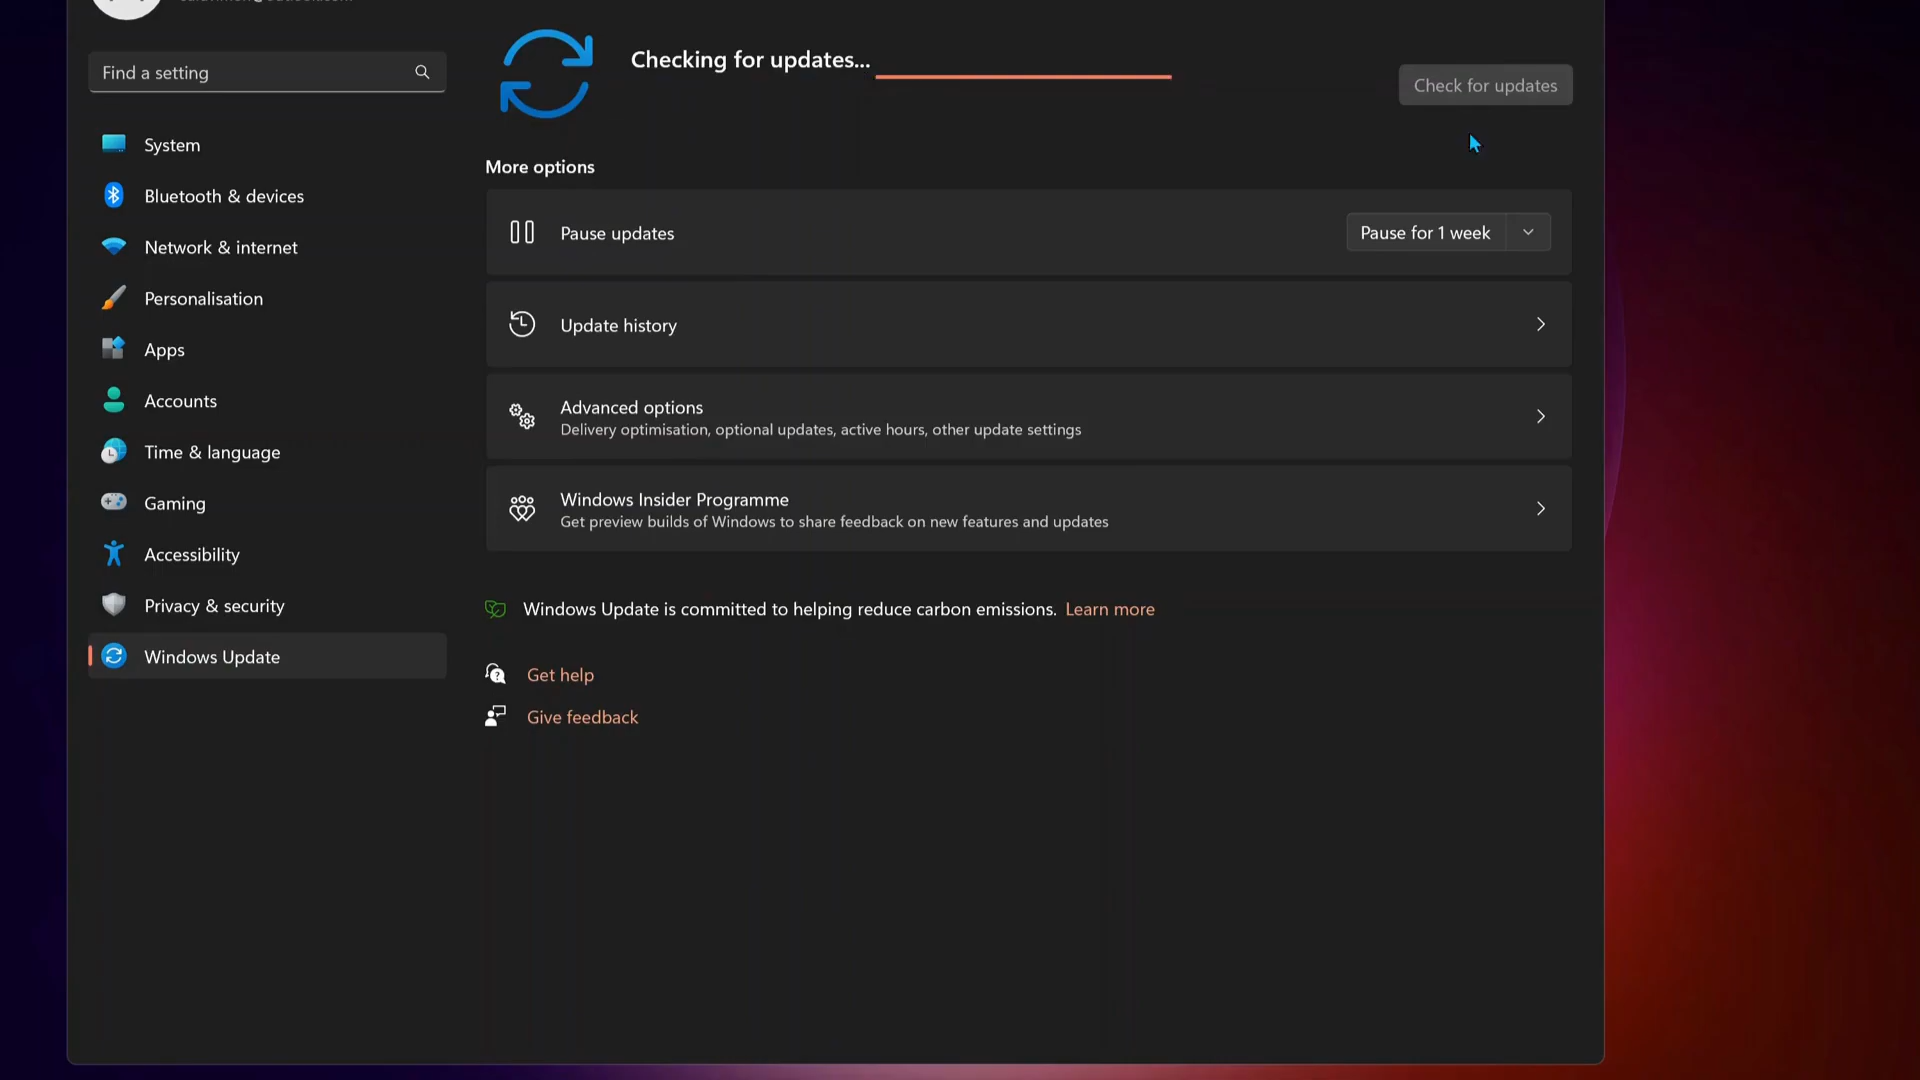 Find a setting
System
Bluetooth & devices
Network & internet
Personalisation
Apps
Accounts
Time & language
Gaming
Accessibility
Privacy & security
Windows Update
Checking for updates...
Check for updates
More options
Pause updates
Pause for 1 week
Update history
Advanced options
Delivery optimisation, optional updates, active hours, other update settings
Windows Insider Programme
Get preview builds of Windows to share feedback on new features and updates
Windows Update is committed to helping reduce carbon emissions. Learn more
Get help
Give feedback